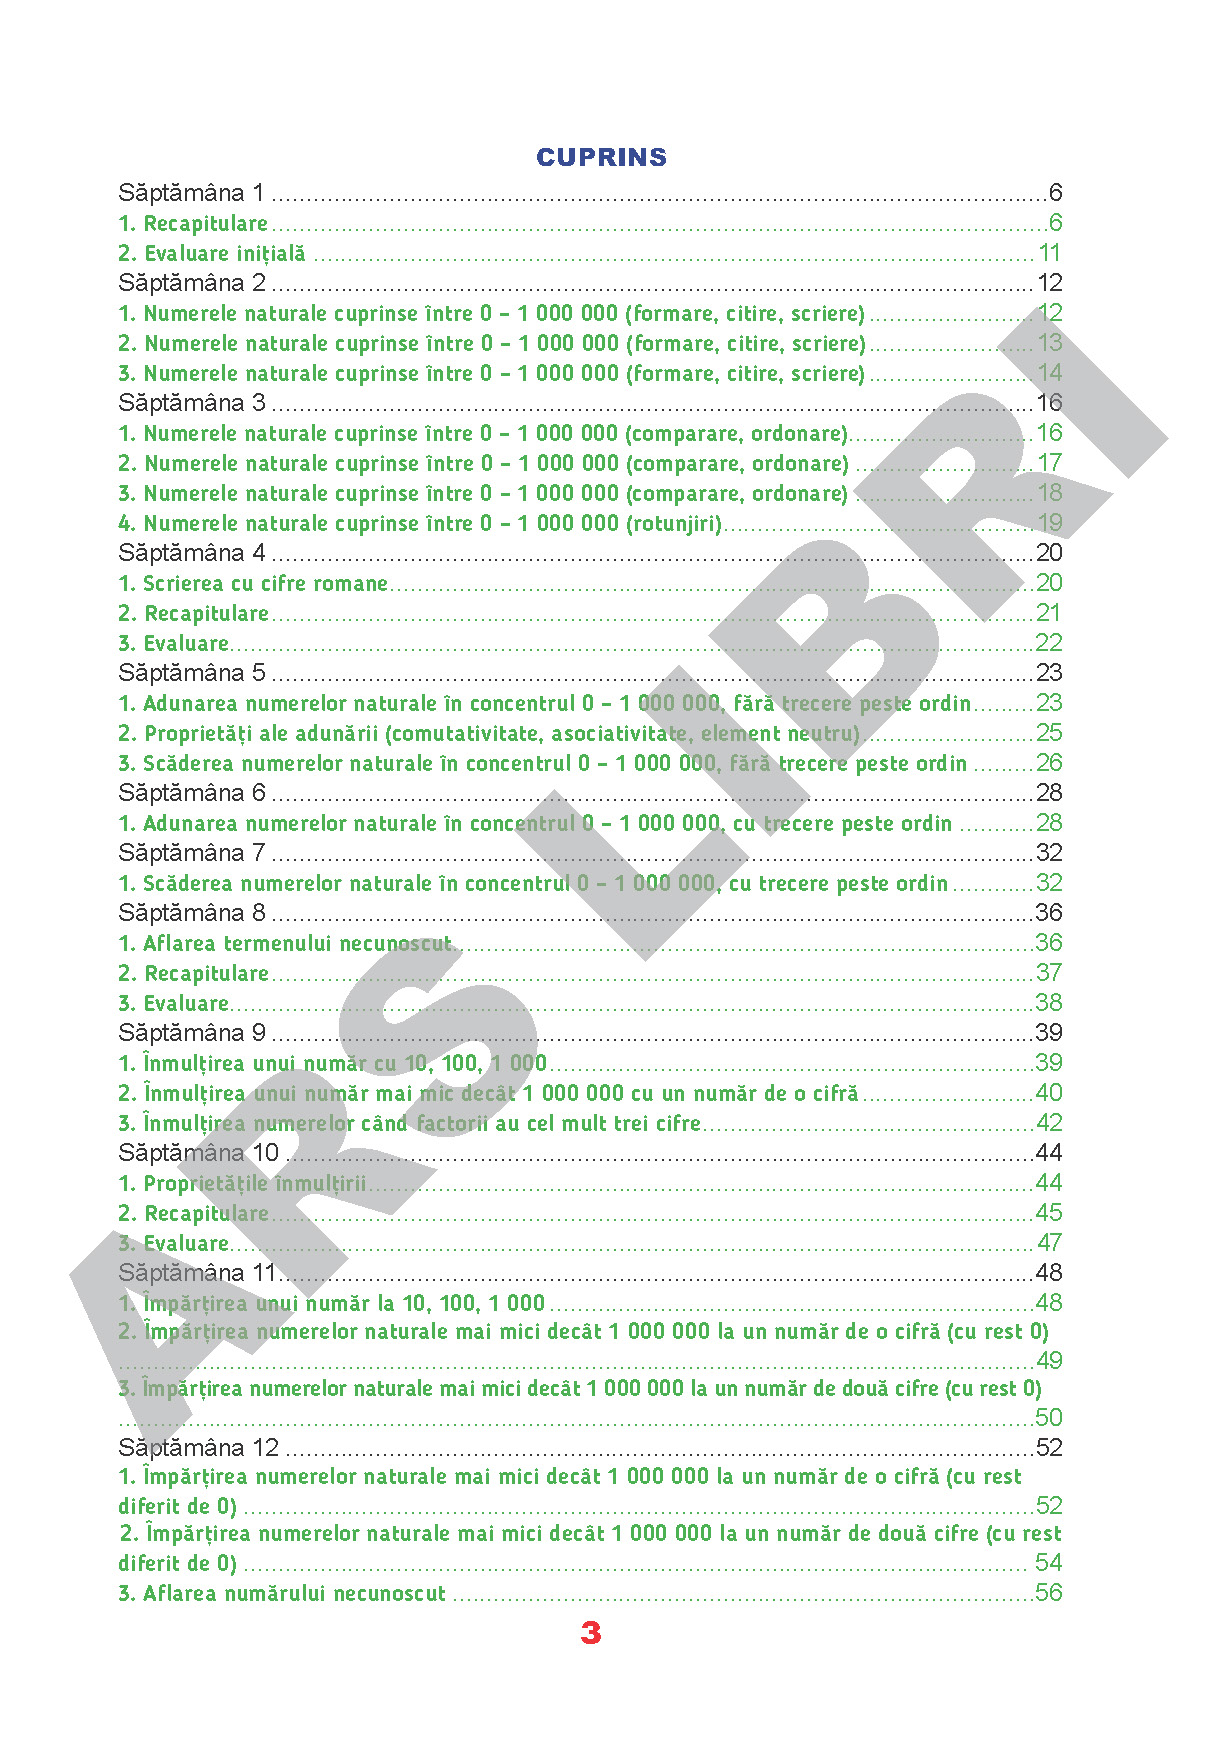 CUPRINS
Săptămâna 1 ....................6
1. Recapitulare....................6
2. Evaluare inițială ....................11
Săptămâna 2 ....................12
1. Numerele naturale cuprinse între 0 – 1 000 000 (formare, citire, scriere)....................12
2. Numerele naturale cuprinse între 0 – 1 000 000 (formare, citire, scriere)....................13
3. Numerele naturale cuprinse între 0 – 1 000 000 (formare, citire, scriere)....................14
Săptămâna 3 ....................16
1. Numerele naturale cuprinse între 0 – 1 000 000 (comparare, ordonare)....................16
2. Numerele naturale cuprinse între 0 – 1 000 000 (comparare, ordonare) ....................17
3. Numerele naturale cuprinse între 0 – 1 000 000 (comparare, ordonare) ....................18
4. Numerele naturale cuprinse între 0 – 1 000 000 (rotunjiri)....................19
Săptămâna 4 ....................20
1. Scrierea cu cifre romane....................20
2. Recapitulare....................21
3. Evaluare....................22
Săptămâna 5 ....................23
1. Adunarea numerelor naturale în concentrul 0 – 1 000 000, fără trecere peste ordin.........23
2. Proprietăți ale adunării (comutativitate, asociativitate, element neutru)....................25
3. Scăderea numerelor naturale în concentrul 0 – 1 000 000, fără trecere peste ordin .........26
Săptămâna 6 ....................28
1. Adunarea numerelor naturale în concentrul 0 – 1 000 000, cu trecere peste ordin ...........28
Săptămâna 7 ....................32
1. Scăderea numerelor naturale în concentrul 0 – 1 000 000, cu trecere peste ordin............32
Săptămâna 8 ....................36
1. Aflarea termenului necunoscut....................36
2. Recapitulare....................37
3. Evaluare....................38
Săptămâna 9 ....................39
1. Înmulțirea unui număr cu 10, 100, 1 000....................39
2. Înmulțirea unui număr mai mic decât 1 000 000 cu un număr de o cifră....................40
3. Înmulțirea numerelor când factorii au cel mult trei cifre....................42
Săptămâna 10 ....................44
1. Proprietățile înmulțirii....................44
2. Recapitulare....................45
3. Evaluare....................47
Săptămâna 11....................48
1. Împărțirea unui număr la 10, 100, 1 000 ....................48
2. Împărțirea numerelor naturale mai mici decât 1 000 000 la un număr de o cifră (cu rest 0)
....................49
3. Împărțirea numerelor naturale mai mici decât 1 000 000 la un număr de două cifre (cu rest 0)
....................50
Săptămâna 12 ....................52
1. Împărțirea numerelor naturale mai mici decât 1 000 000 la un număr de o cifră (cu rest
diferit de 0) ....................52
2. Împărțirea numerelor naturale mai mici decât 1 000 000 la un număr de două cifre (cu rest
diferit de 0) .................... 54
3. Aflarea numărului necunoscut ....................56
3
ARS LIBRI